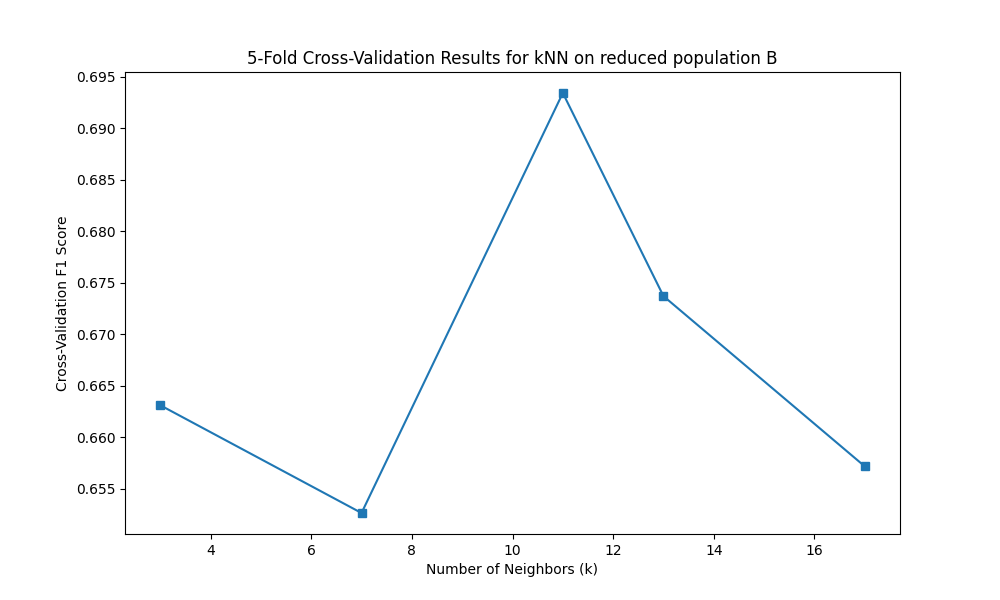 5-Fold Cross-Validation Results for kNN on reduced population B
0.695
0.690
0.685
0.680
0.675
0.670
0.665
0.660
0.655
Cross-Validation F1 Score
4 6 8 10 12 14 16
Number of Neighbors (k)